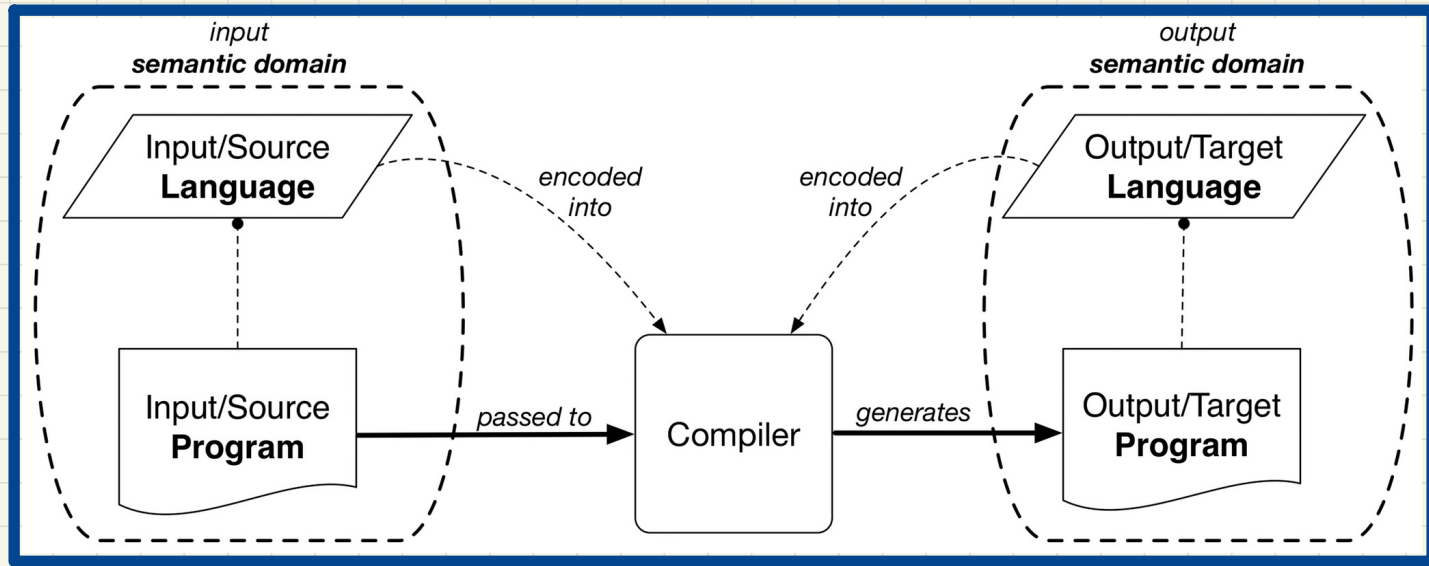 input
semantic domain
output
semantic domain
Input/Source
Language
Output/Target
Language
encoded
into
encoded
into
Input/Source
Program
passed to
Compiler
generates
Output/Target
Program